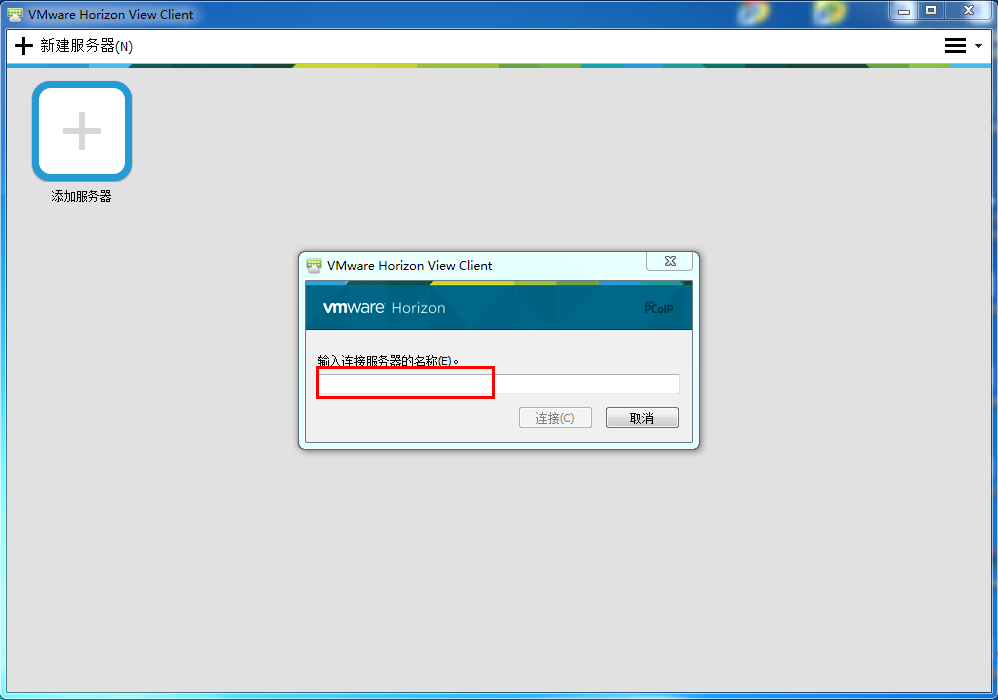 VMware Horizon View Client
新建服务器(N)
添加服务器
VMware Horizon View Client
vmware Horizon
PCoIP
输入连接服务器的名称(E)。
连接(C)
取消